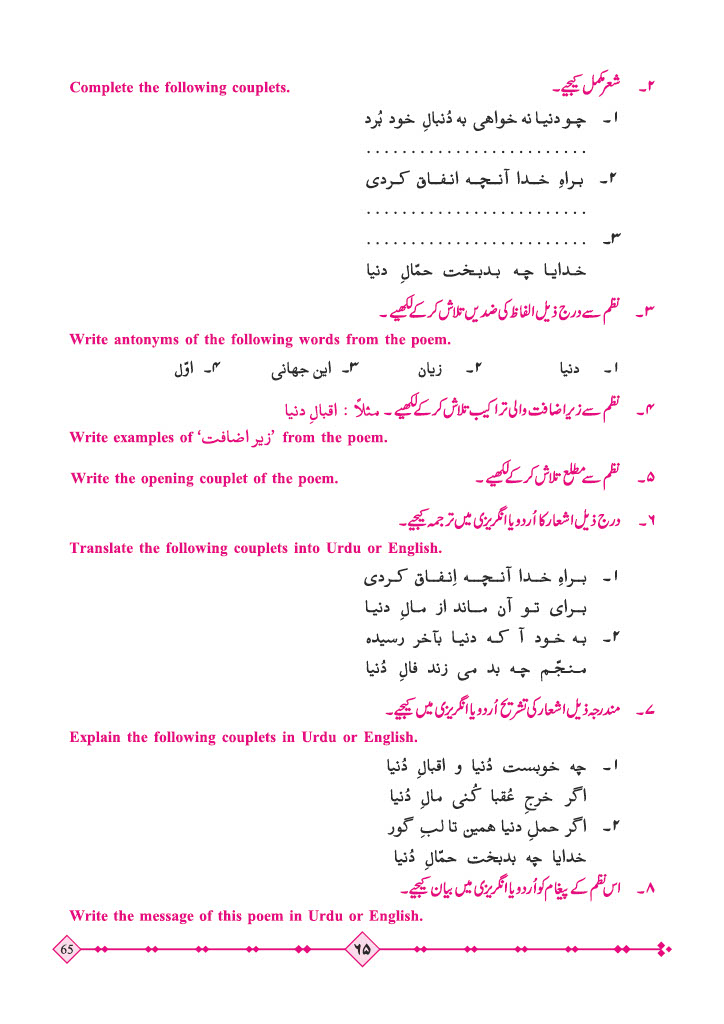 ۲۔ شعر مکمل کیجیے۔ Complete the following couplets.
۱۔ چو دنیا نہ خواهی به دُنبالِ خود بُرد
. . . . . . . . . . . . . . . . . . . . . . . . .
۲۔ براہِ خدا آنچه انفاق کردی
. . . . . . . . . . . . . . . . . . . . . . . . .
۳۔ . . . . . . . . . . . . . . . . . . . . . . . . .
خدایا چه بدبخت حمّالِ دنیا
۳۔ نظم سے درج ذیل الفاظ کی ضدیں تلاش کر کے لکھیے۔
Write antonyms of the following words from the poem.
۱۔ دنیا ۲۔ زیان ۳۔ این جهانی ۴۔ اوّل
۴۔ نظم سے زیر اضافت والی تراکیب تلاش کر کے لکھیے۔ مثلاً : اقبالِ دنیا
Write examples of ‘زیر اضافت’ from the poem.
۵۔ نظم سے مطلع تلاش کر کے لکھیے۔ Write the opening couplet of the poem.
۶۔ درج ذیل اشعار کا اُردو یا انگریزی میں ترجمہ کیجیے۔
Translate the following couplets into Urdu or English.
۱۔ براہِ خدا آنچه اِنفاق کردی
برای تو آن ماند از مالِ دنیا
۲۔ به خود آ که دنیا بآخر رسیده
منجّم چه بد می زند فالِ دُنیا
۷۔ مندرجہ ذیل اشعار کی تشریح اُردو یا انگریزی میں کیجیے۔
Explain the following couplets in Urdu or English.
۱۔ چه خوبست دُنیا و اقبالِ دُنیا
اگر خرجِ عُقبا کُنی مالِ دُنیا
۲۔ اگر حملِ دنیا همین تا لبِ گور
خدایا چه بدبخت حمّالِ دُنیا
۸۔ اس نظم کے پیغام کو اُردو یا انگریزی میں بیان کیجیے۔
Write the message of this poem in Urdu or English.
65 ۶۵